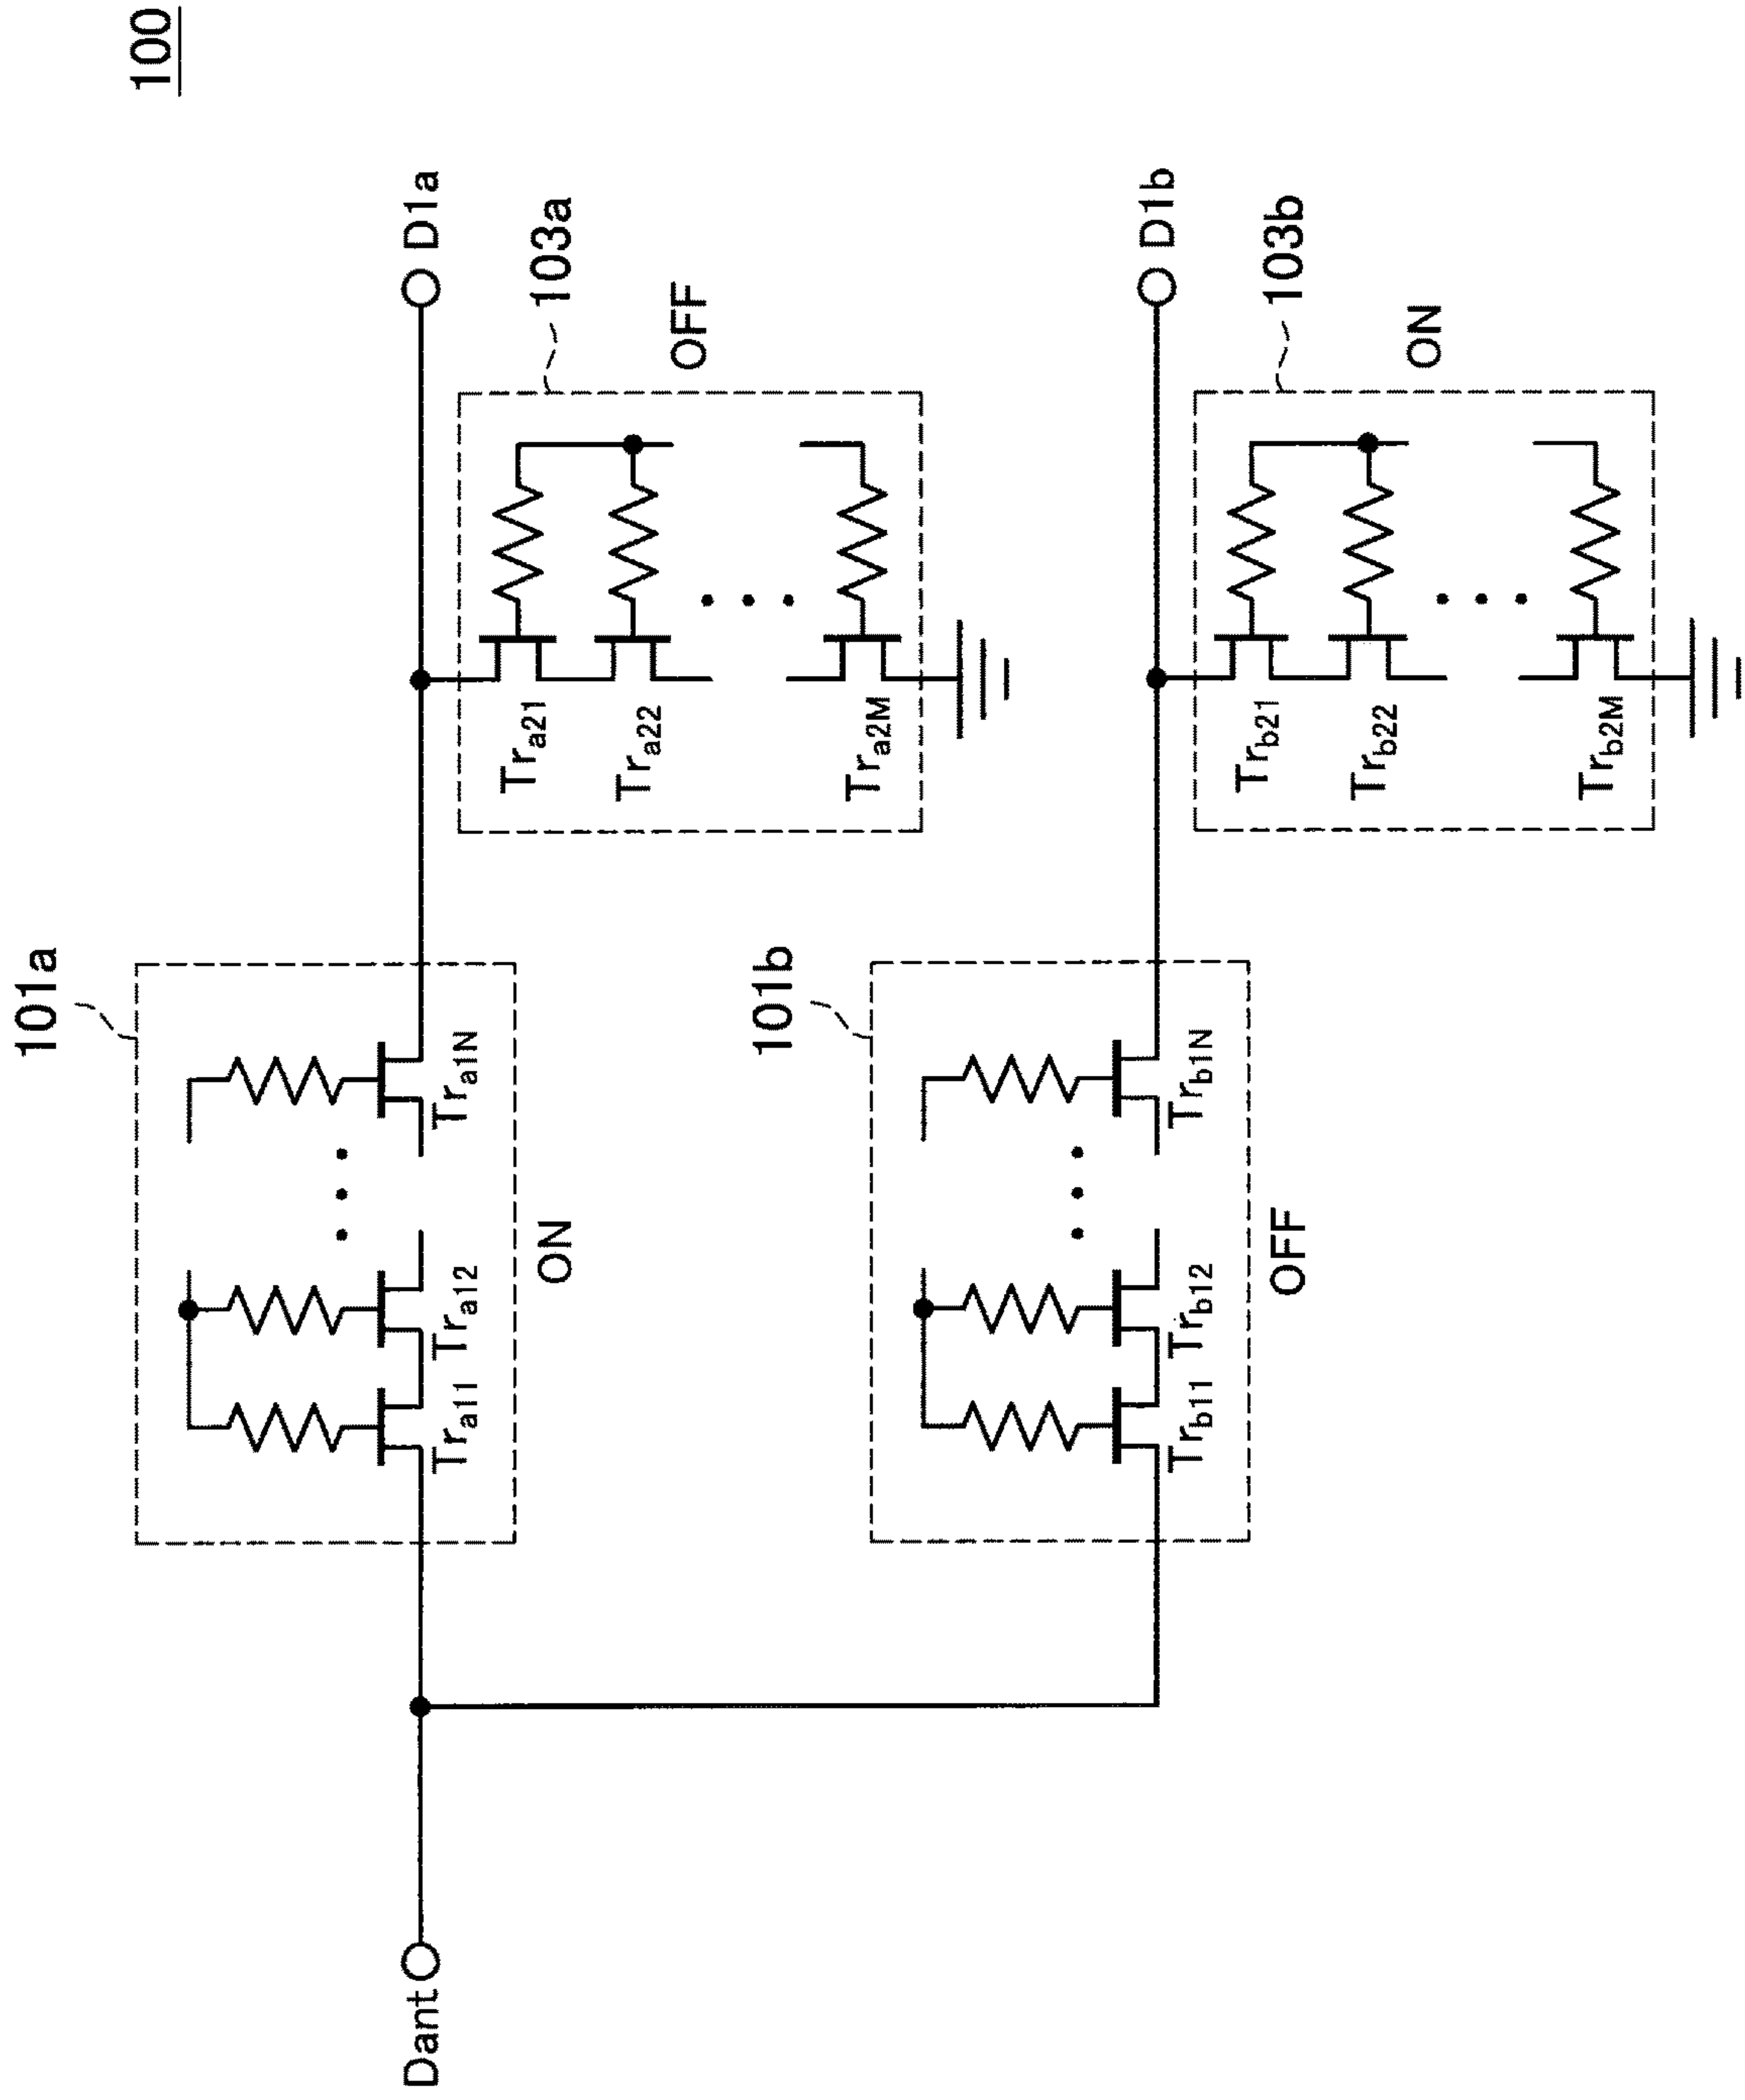 100
101a
Tra11
Tra12
Tra1N
ON
Dant
D1a
103a
OFF
Tra21
Tra22
Tra2M
101b
Trb11
Trb12
Trb1N
OFF
D1b
103b
ON
Trb21
Trb22
Trb2M